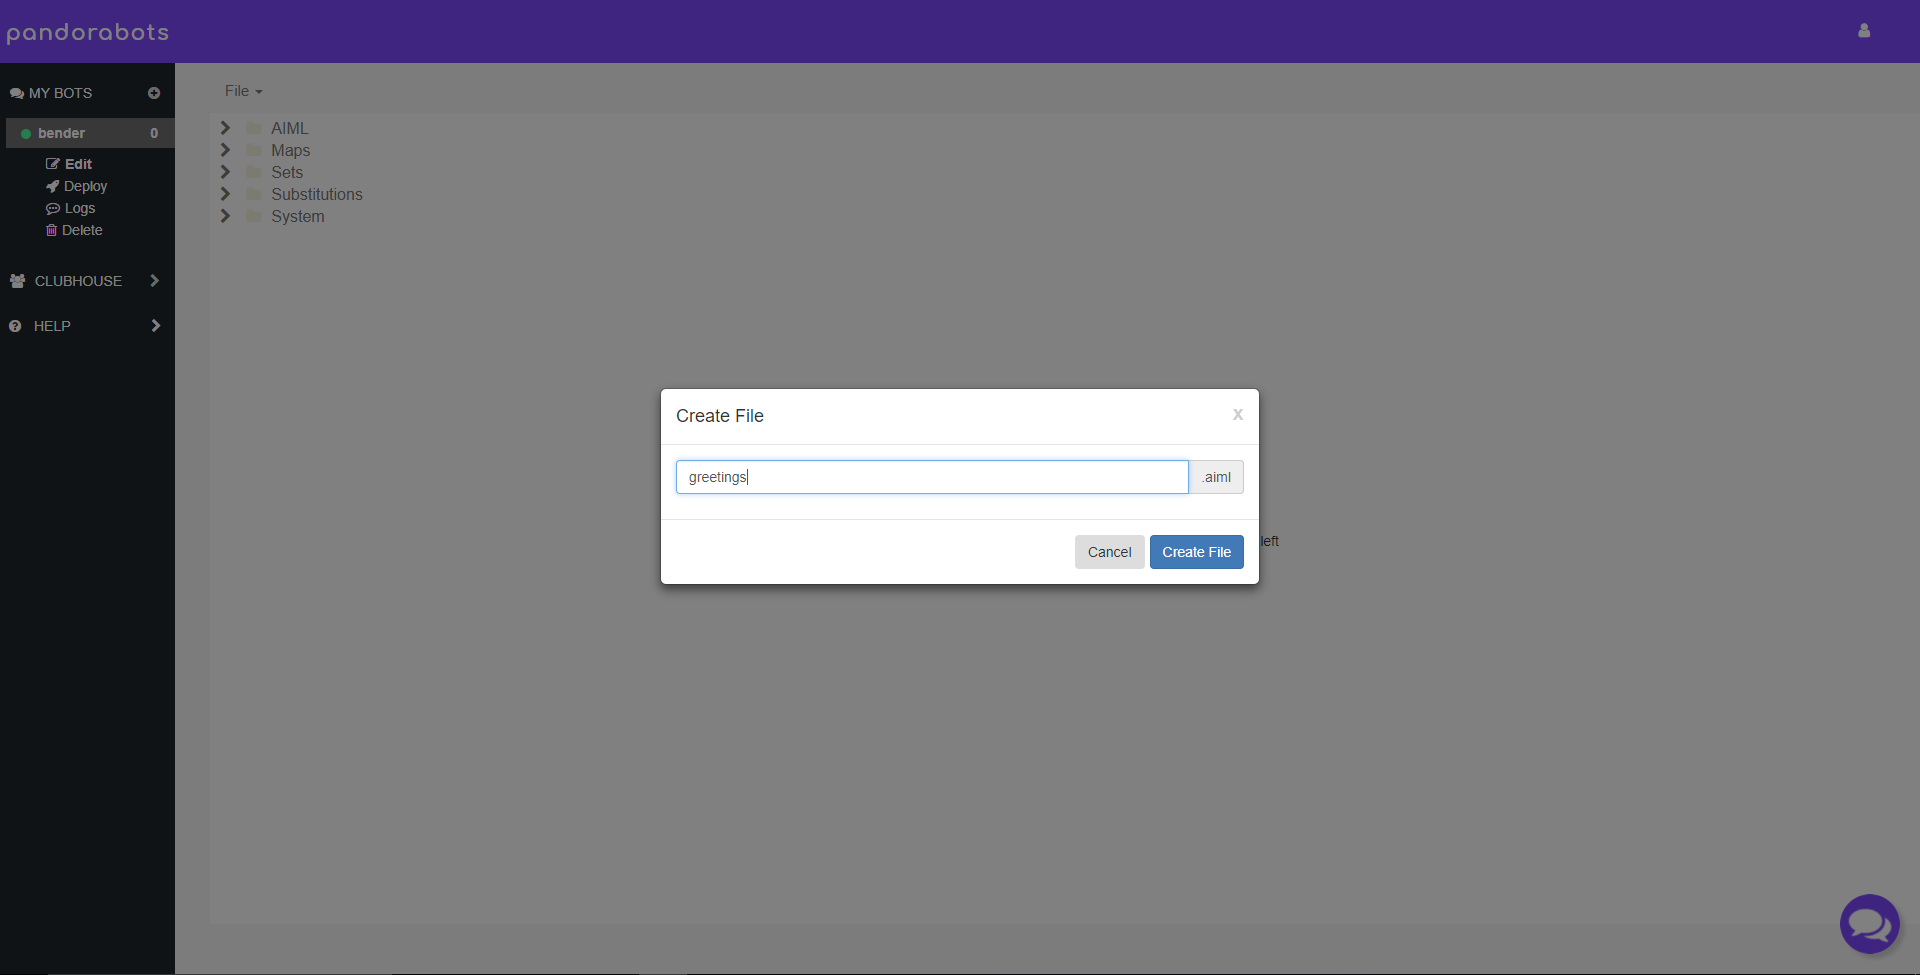 pandorabots
MY BOTS
bender 0
Edit
Deploy
Logs
Delete
CLUBHOUSE
HELP
File
AIML
Maps
Sets
Substitutions
System
Create File x
greetings .aiml
Cancel Create File
left